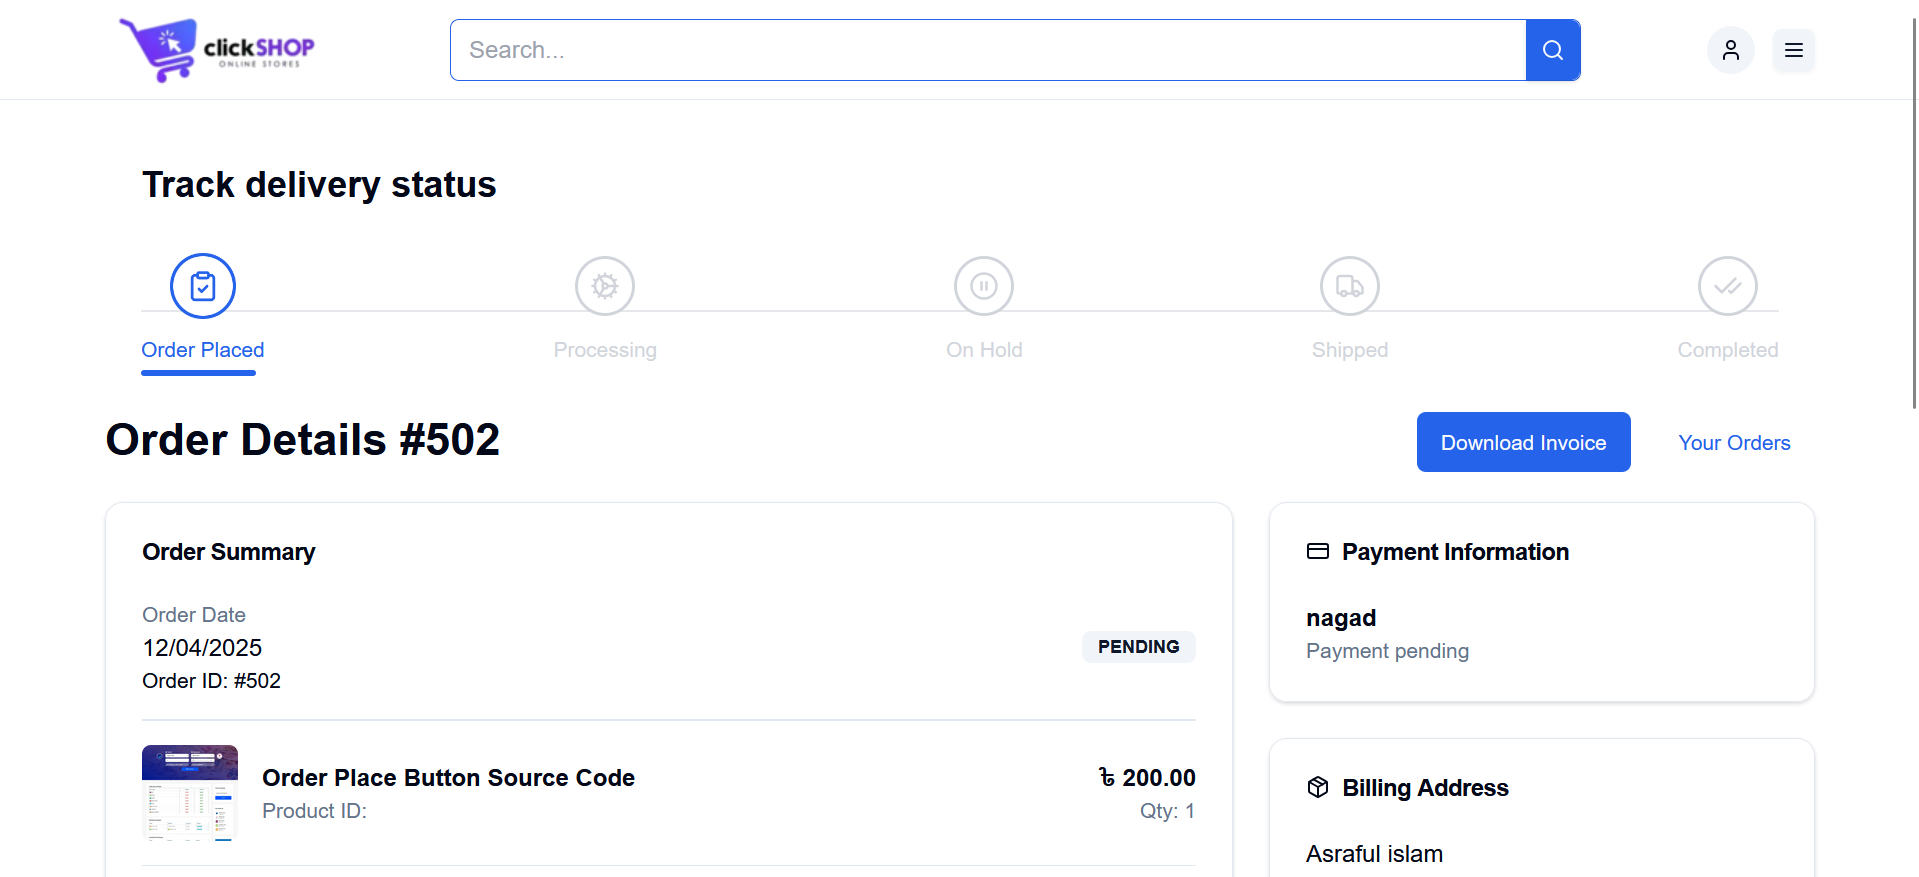 clickSHOP
ONLINE STORES
Search...
Track delivery status
Order Placed
Processing
On Hold
Shipped
Completed
Order Details #502
Download Invoice
Your Orders
Order Summary
Order Date
12/04/2025
PENDING
Order ID: #502
Order Place Button Source Code
৳ 200.00
Product ID:
Qty: 1
Payment Information
nagad
Payment pending
Billing Address
Asraful islam